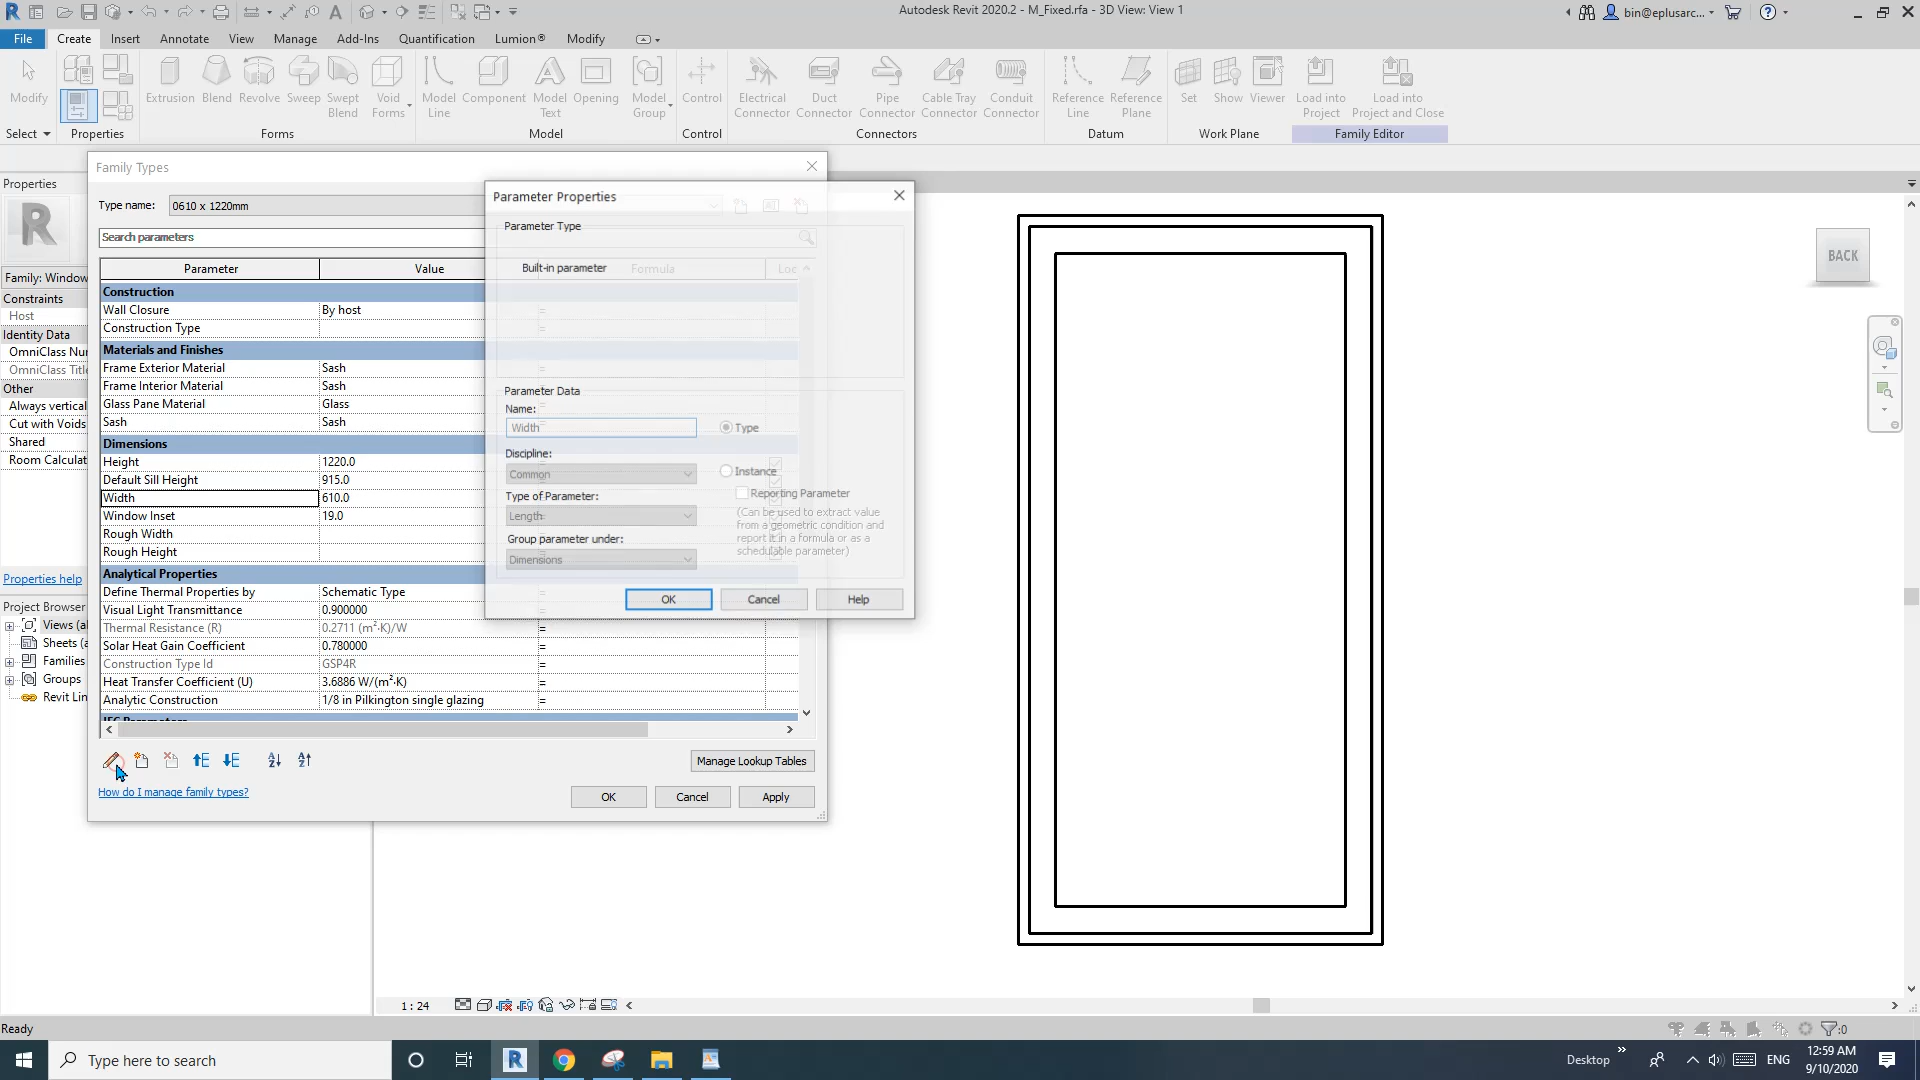 Autodesk Revit 2020.2 - M_Fixed.rfa - 3D View: View 1
bin@eplusarc...
File Create Insert Annotate View Manage Add-Ins Quantification Lumion® Modify
Modify
Extrusion Blend Revolve Sweep Swept Blend Void Forms
Model Line Component Model Text Opening Model Group
Control
Electrical Connector Duct Connector Pipe Connector Cable Tray Connector Conduit Connector
Reference Line Reference Plane
Set Show Viewer
Load into Project Load into Project and Close
Select Properties Forms Model Control Connectors Datum Work Plane Family Editor
Properties
Family: Window
Constraints
Host
Identity Data
OmniClass Nu
OmniClass Title
Other
Always vertical
Cut with Voids
Shared
Room Calculat
Properties help
Project Browser
Views (a
Sheets (a
Families
Groups
Revit Lin
Family Types
Type name: 0610 x 1220mm
Search parameters
Parameter Value Formula Loc
Construction
Wall Closure By host
Construction Type
Materials and Finishes
Frame Exterior Material Sash
Frame Interior Material Sash
Glass Pane Material Glass
Sash Sash
Dimensions
Height 1220.0
Default Sill Height 915.0
Width 610.0
Window Inset 19.0
Rough Width
Rough Height
Analytical Properties
Define Thermal Properties by Schematic Type
Visual Light Transmittance 0.900000
Thermal Resistance (R) 0.2711 (m²·K)/W =
Solar Heat Gain Coefficient 0.780000 =
Construction Type Id GSP4R =
Heat Transfer Coefficient (U) 3.6886 W/(m²·K) =
Analytic Construction 1/8 in Pilkington single glazing =
Manage Lookup Tables
How do I manage family types?
OK Cancel Apply
Parameter Properties
Parameter Type
Built-in parameter
Parameter Data
Name:
Width
Type
Discipline:
Common
Instance
Type of Parameter:
Reporting Parameter
Length
(Can be used to extract value
from a geometric condition and
report it in a formula or as a
schedulable parameter)
Group parameter under:
Dimensions
OK Cancel Help
BACK
1 : 24
Ready
:0
Type here to search
Desktop
ENG
12:59 AM
9/10/2020